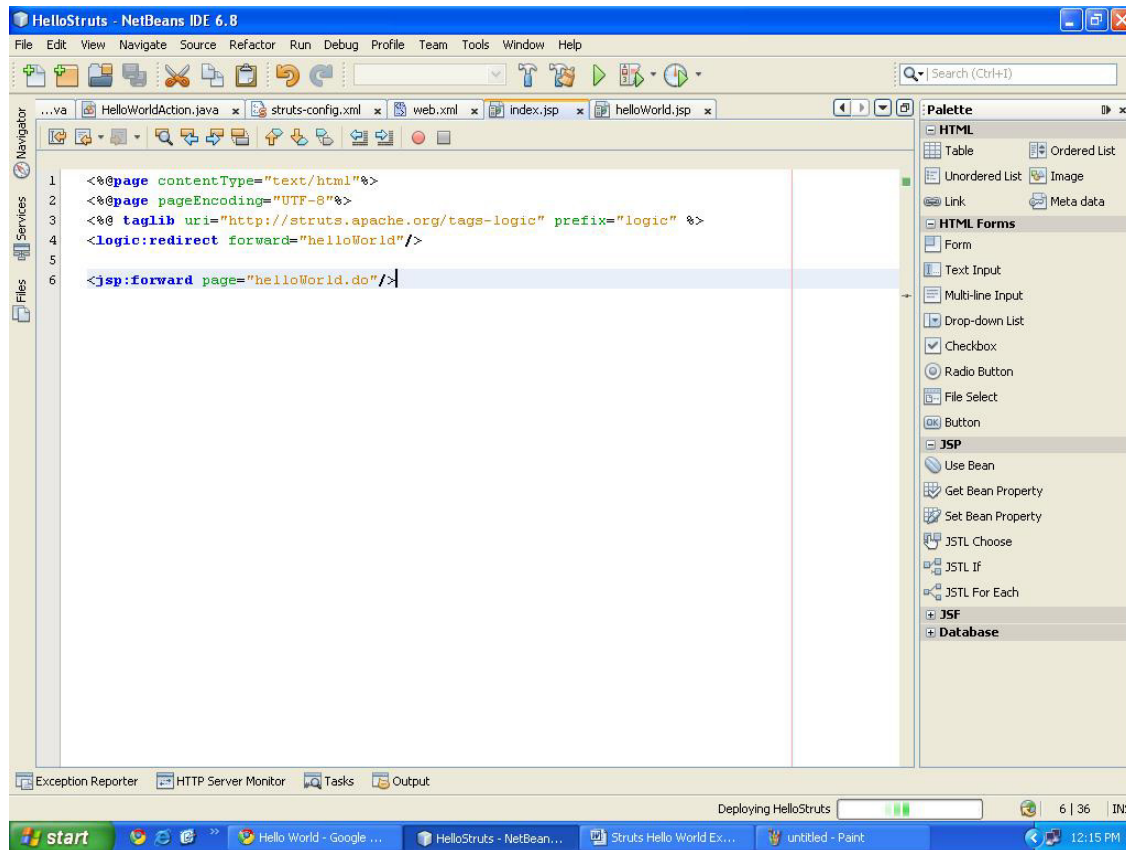 HelloStruts - NetBeans IDE 6.8
File Edit View Navigate Source Refactor Run Debug Profile Team Tools Window Help
Search (Ctrl+I)
...va HelloWorldAction.java x struts-config.xml x web.xml x index.jsp x helloWorld.jsp x
Navigator
Services
Files
1 <%@page contentType="text/html"%>
2 <%@page pageEncoding="UTF-8"%>
3 <%@ taglib uri="http://struts.apache.org/tags-logic" prefix="logic" %>
4 <logic:redirect forward="helloWorld"/>
5
6 <jsp:forward page="helloWorld.do"/>
Palette
HTML
Table Ordered List
Unordered List Image
Link Meta data
HTML Forms
Form
Text Input
Multi-line Input
Drop-down List
Checkbox
Radio Button
File Select
OK Button
JSP
Use Bean
Get Bean Property
Set Bean Property
JSTL Choose
JSTL If
JSTL For Each
JSF
Database
Exception Reporter HTTP Server Monitor Tasks Output
Deploying HelloStruts 6 | 36 IN
start Hello World - Google ... HelloStruts - NetBean... Struts Hello World Ex... untitled - Paint 12:15 PM